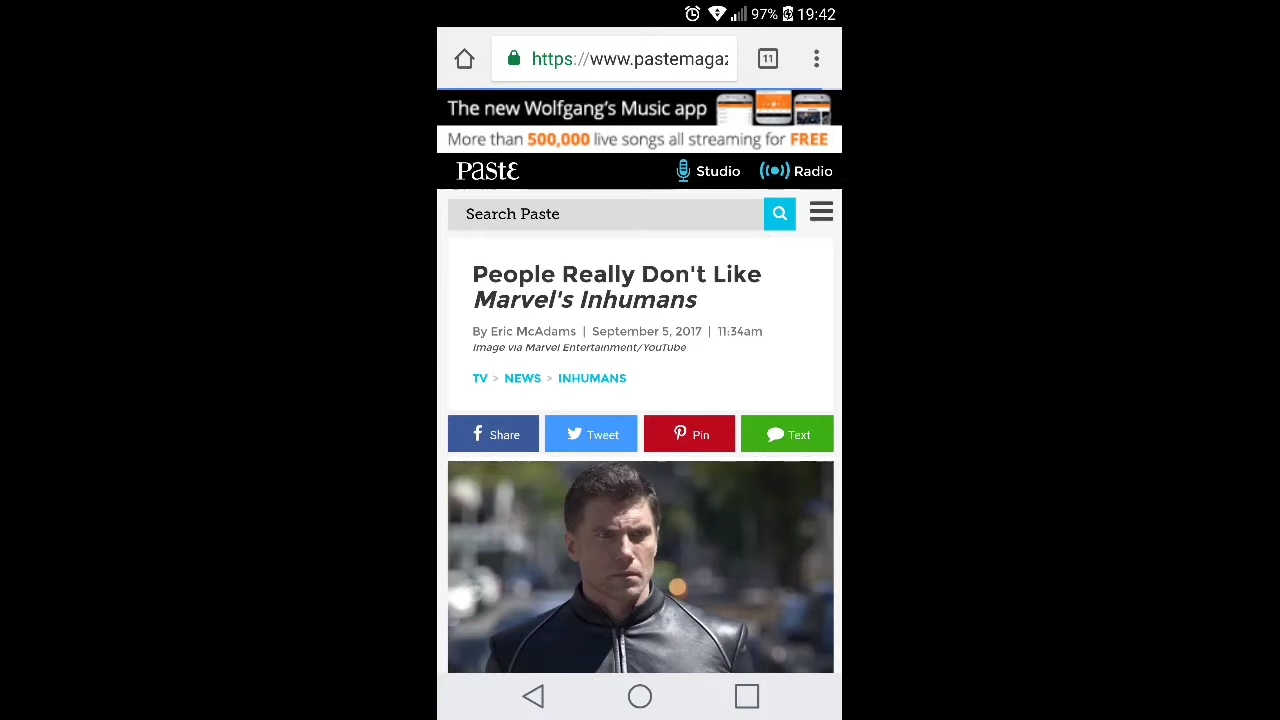 97% 19:42
https://www.pastemagaz
11
The new Wolfgang's Music app
More than 500,000 live songs all streaming for FREE
Paste Studio Radio
Search Paste
People Really Don't Like
Marvel's Inhumans
By Eric McAdams | September 5, 2017 | 11:34am
Image via Marvel Entertainment/YouTube
TV > NEWS > INHUMANS
Share Tweet Pin Text